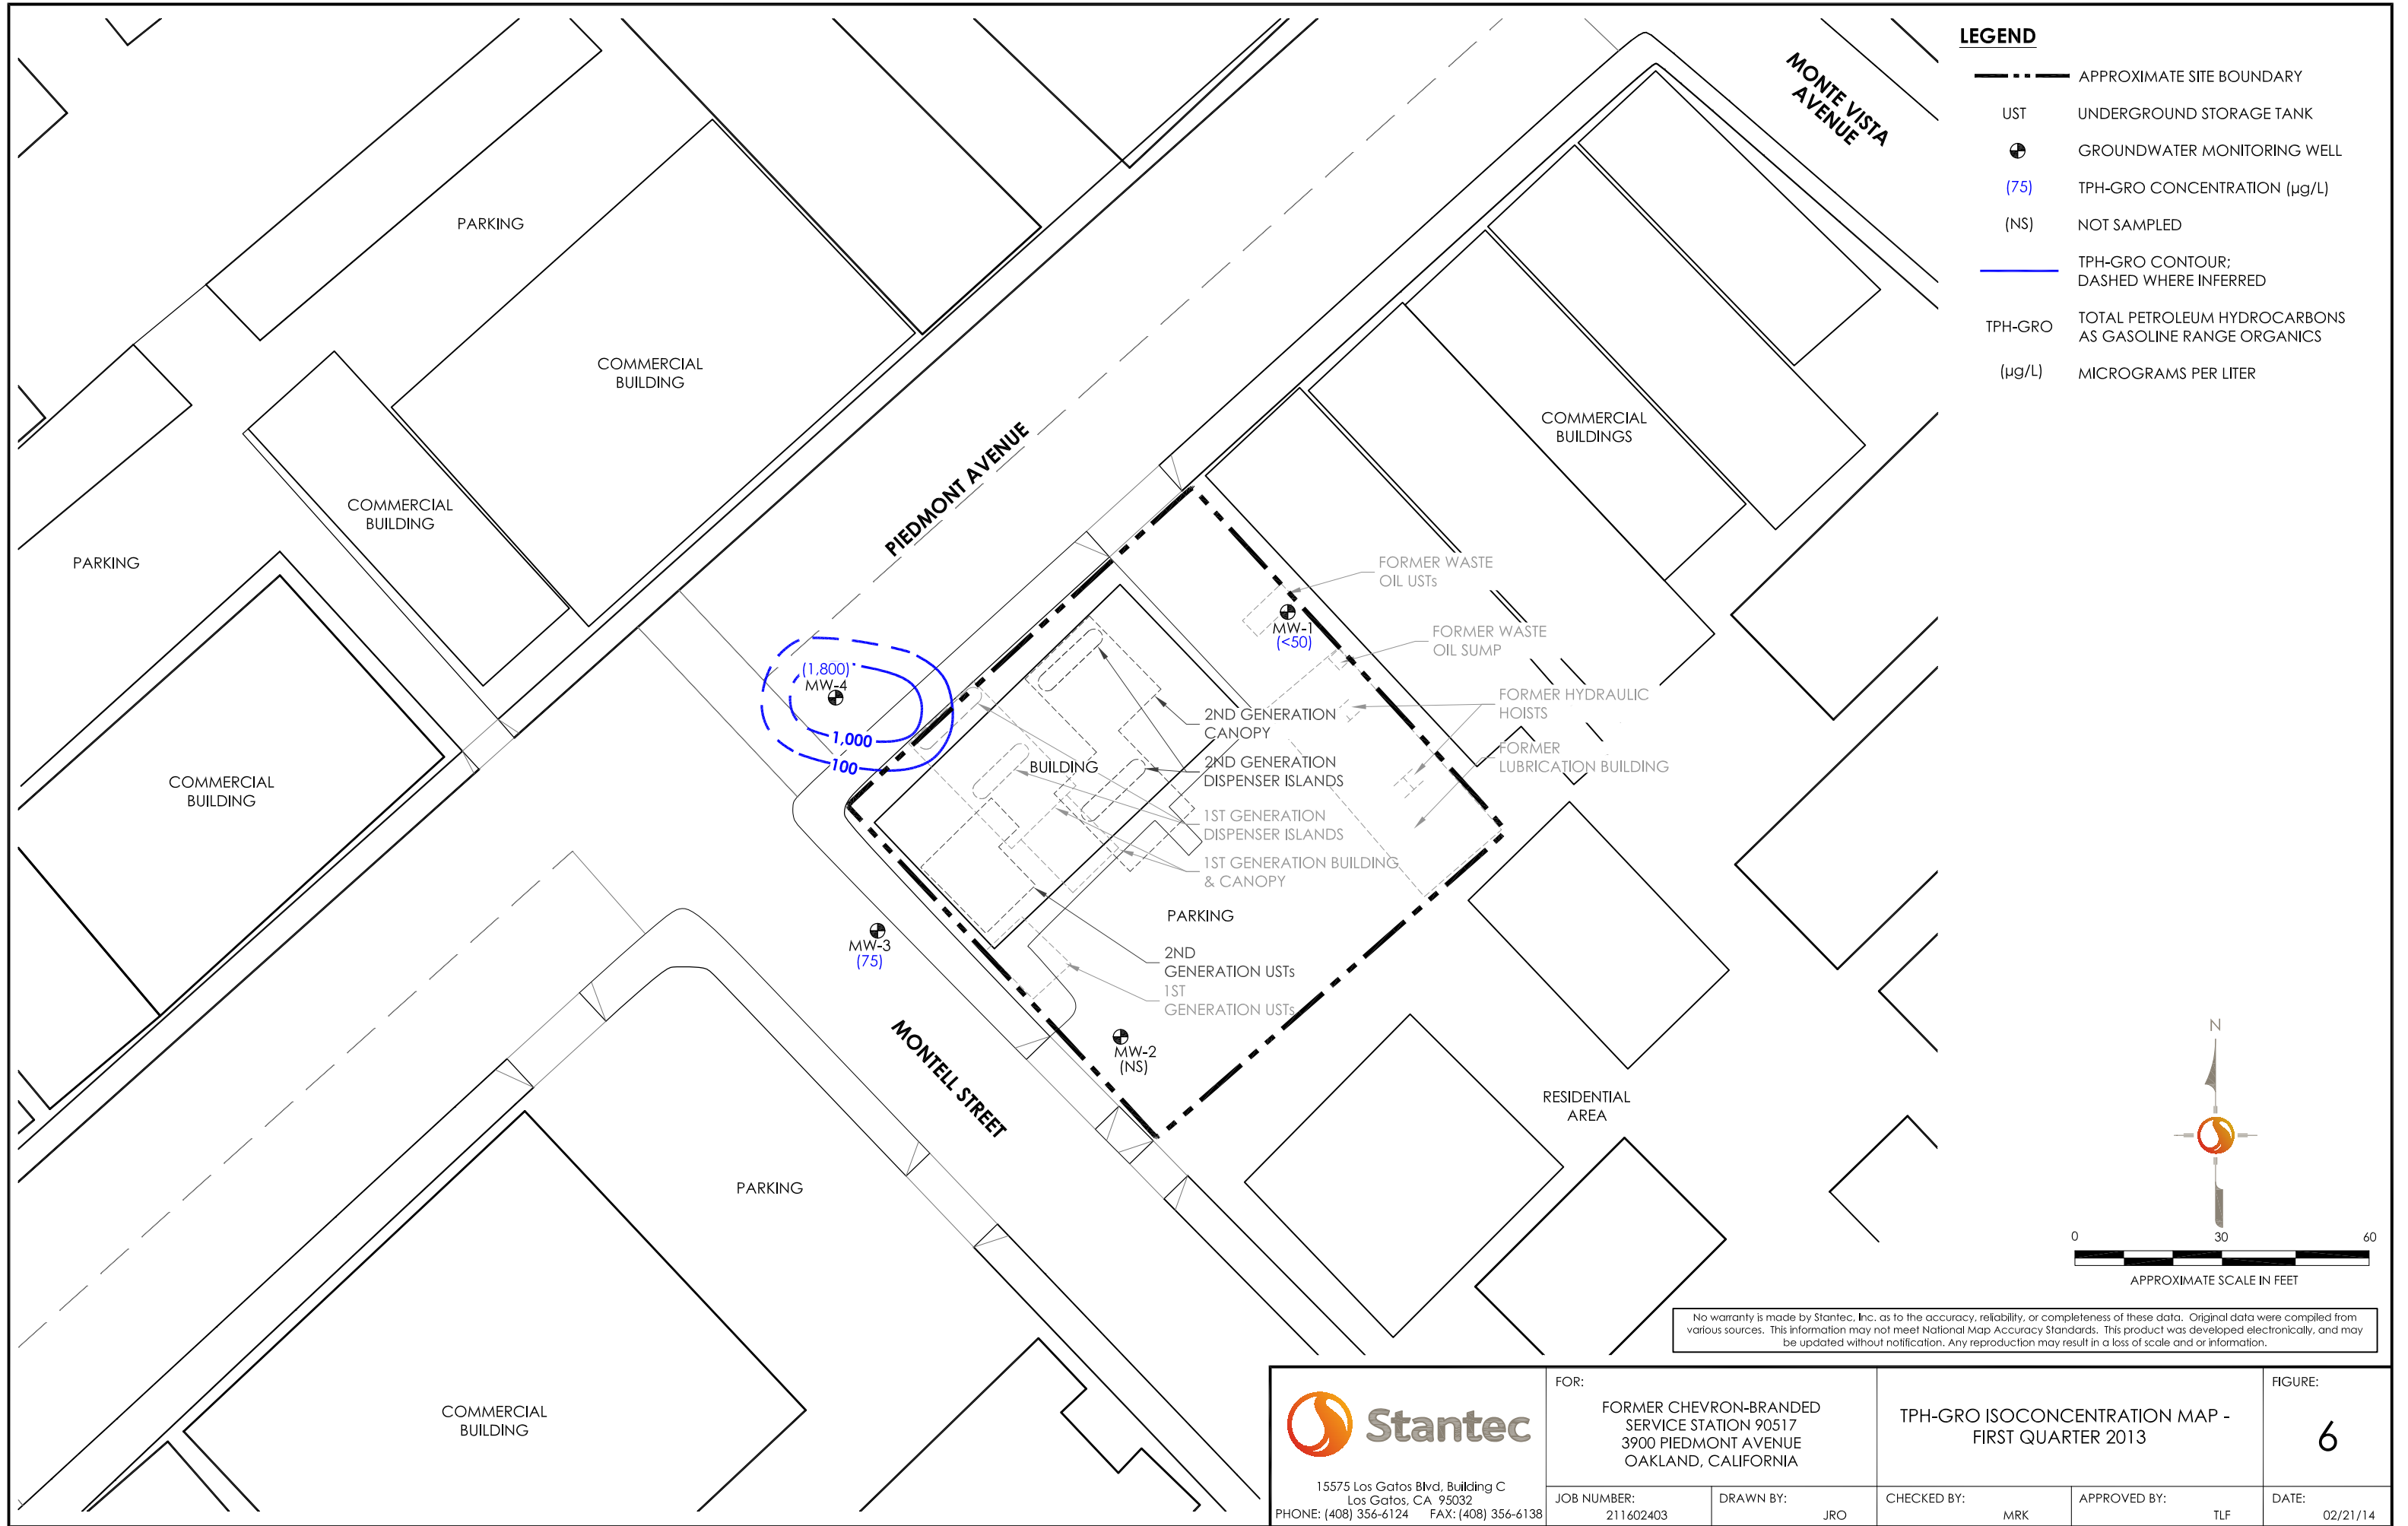 LEGEND
APPROXIMATE SITE BOUNDARY
UST UNDERGROUND STORAGE TANK
GROUNDWATER MONITORING WELL
(75) TPH-GRO CONCENTRATION (µg/L)
(NS) NOT SAMPLED
TPH-GRO CONTOUR;
DASHED WHERE INFERRED
TPH-GRO TOTAL PETROLEUM HYDROCARBONS
AS GASOLINE RANGE ORGANICS
(µg/L) MICROGRAMS PER LITER
MONTE VISTA
AVENUE
PARKING
COMMERCIAL
BUILDING
COMMERCIAL
BUILDINGS
PIEDMONT AVENUE
COMMERCIAL
BUILDING
PARKING
FORMER WASTE
OIL USTs
MW-1
(<50)
FORMER WASTE
OIL SUMP
(1,800)
MW-4
1,000
100
FORMER HYDRAULIC
HOISTS
2ND GENERATION
CANOPY
FORMER
LUBRICATION BUILDING
BUILDING
2ND GENERATION
DISPENSER ISLANDS
COMMERCIAL
BUILDING
1ST GENERATION
DISPENSER ISLANDS
1ST GENERATION BUILDING
& CANOPY
PARKING
MW-3
(75)
2ND
GENERATION USTs
1ST
GENERATION USTs
MW-2
(NS)
MONTELL STREET
RESIDENTIAL
AREA
PARKING
COMMERCIAL
BUILDING
N
0 30 60
APPROXIMATE SCALE IN FEET
No warranty is made by Stantec, Inc. as to the accuracy, reliability, or completeness of these data. Original data were compiled from
various sources. This information may not meet National Map Accuracy Standards. This product was developed electronically, and may
be updated without notification. Any reproduction may result in a loss of scale and or information.
Stantec
15575 Los Gatos Blvd, Building C
Los Gatos, CA 95032
PHONE: (408) 356-6124 FAX: (408) 356-6138
FOR:
FORMER CHEVRON-BRANDED
SERVICE STATION 90517
3900 PIEDMONT AVENUE
OAKLAND, CALIFORNIA
TPH-GRO ISOCONCENTRATION MAP -
FIRST QUARTER 2013
FIGURE:
6
JOB NUMBER:
211602403
DRAWN BY:
JRO
CHECKED BY:
MRK
APPROVED BY:
TLF
DATE:
02/21/14